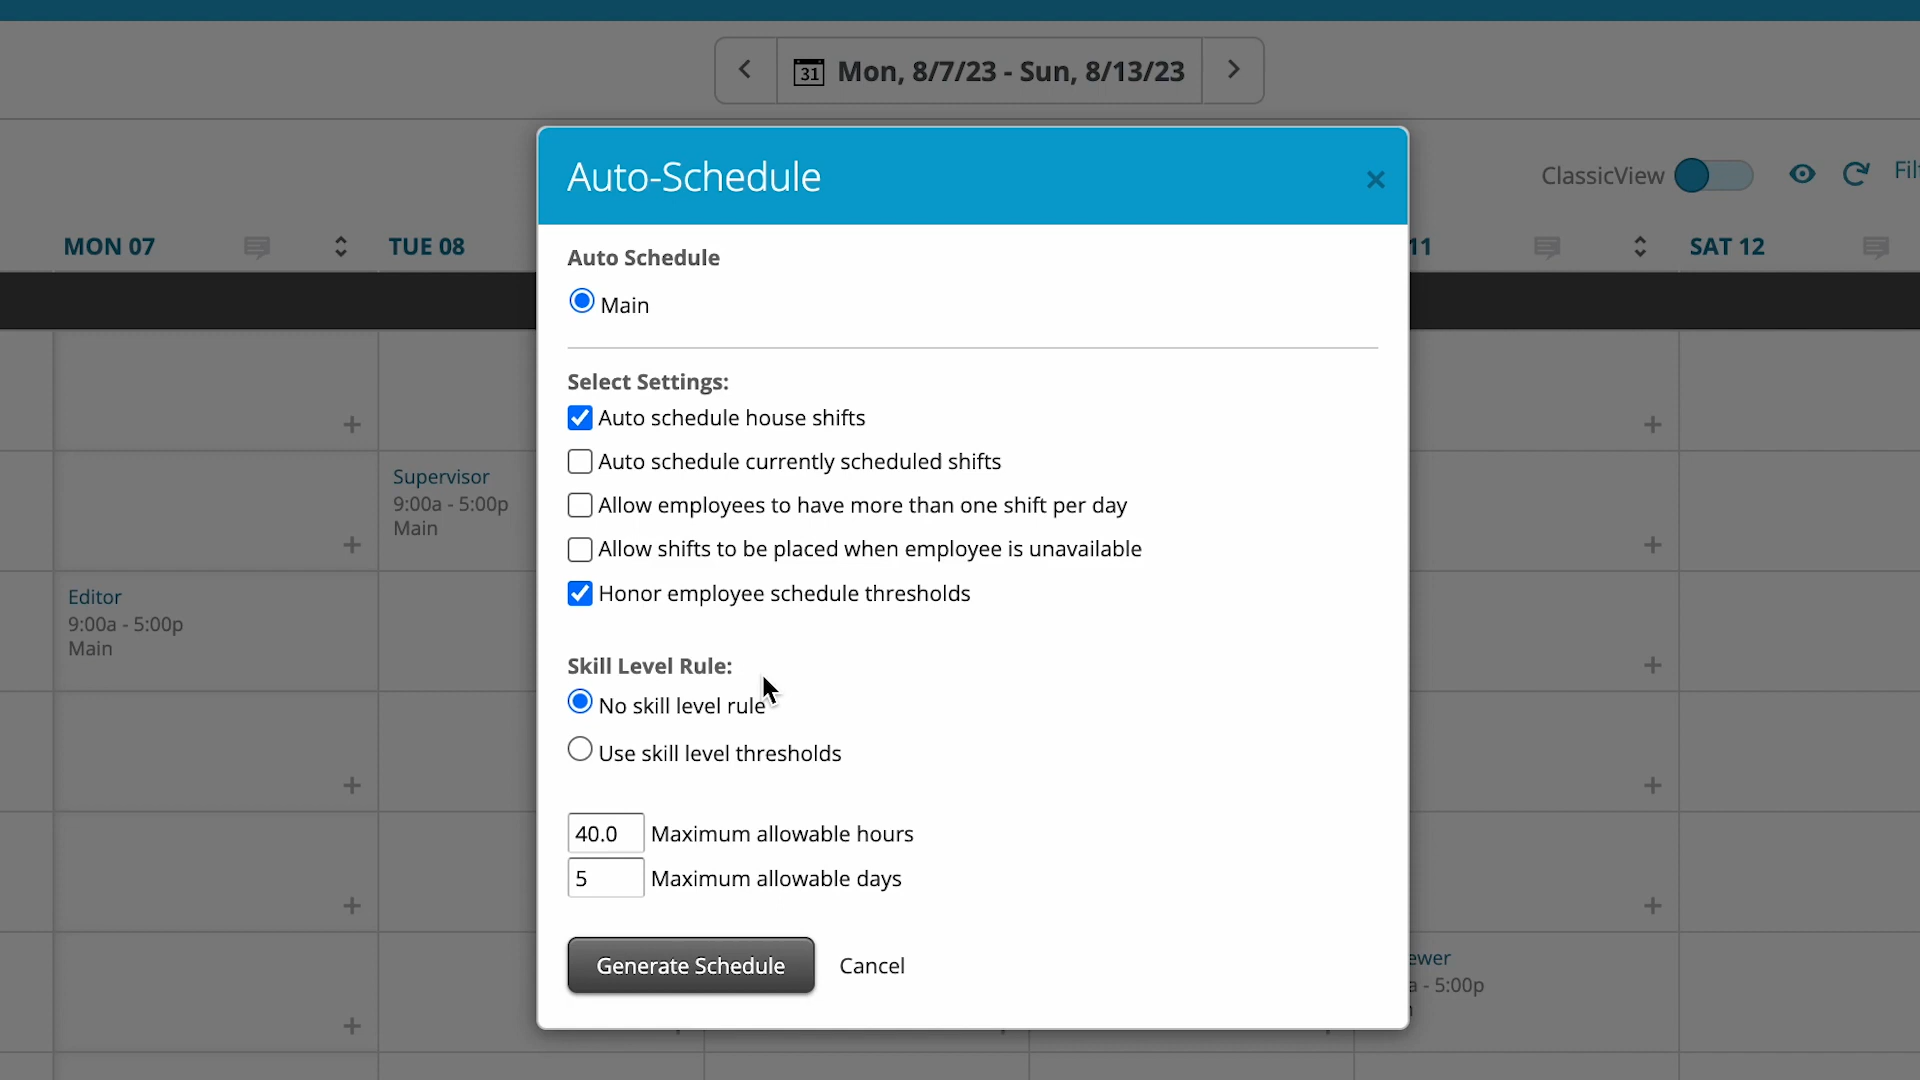 31 Mon, 8/7/23 - Sun, 8/13/23
Auto-Schedule
ClassicView
MON 07
TUE 08
11
SAT 12
Auto Schedule
Main
Select Settings:
Auto schedule house shifts
Auto schedule currently scheduled shifts
Allow employees to have more than one shift per day
Allow shifts to be placed when employee is unavailable
Honor employee schedule thresholds
Supervisor
9:00a - 5:00p
Main
Editor
9:00a - 5:00p
Main
Skill Level Rule:
No skill level rule
Use skill level thresholds
40.0 Maximum allowable hours
5 Maximum allowable days
Generate Schedule Cancel
ewer
a - 5:00p